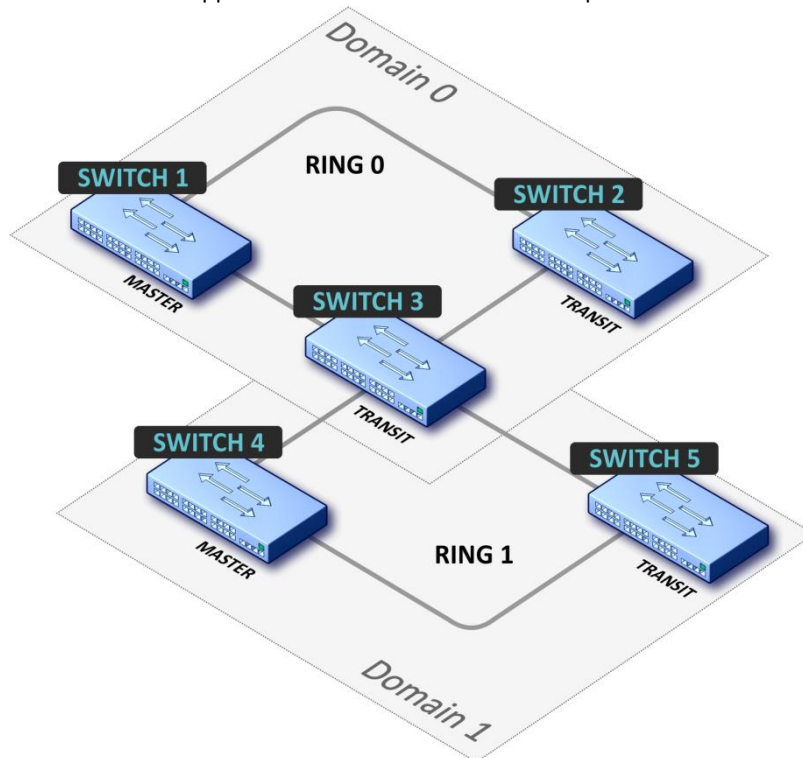 Domain 0
RING 0
SWITCH 1
SWITCH 2
MASTER
SWITCH 3
TRANSIT
TRANSIT
SWITCH 4
SWITCH 5
MASTER
RING 1
TRANSIT
Domain 1